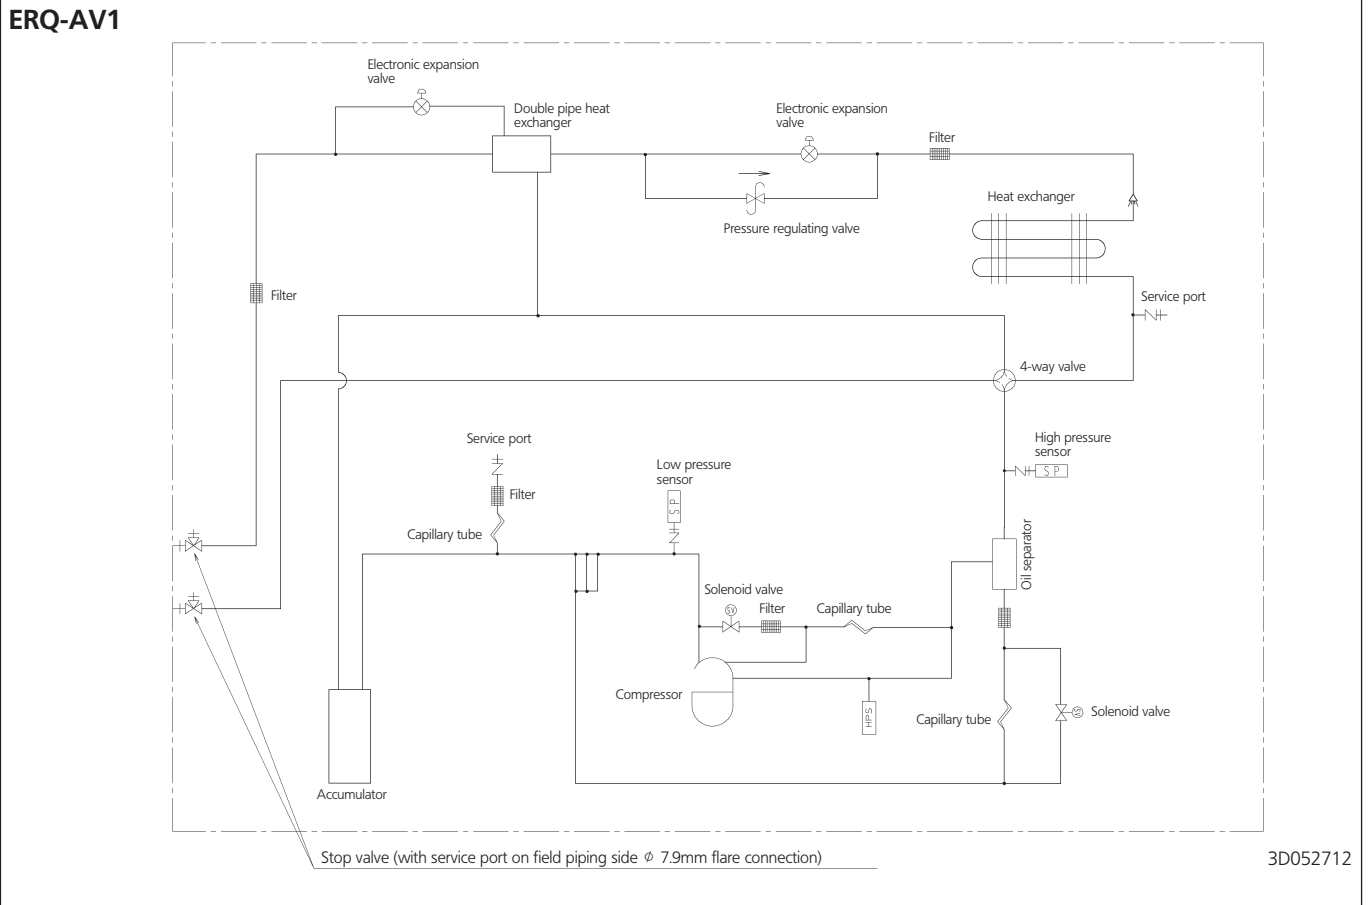 ERQ-AV1
Electronic expansion
valve
Double pipe heat
exchanger
Electronic expansion
valve
Filter
Heat exchanger
Pressure regulating valve
Filter
Service port
4-way valve
Service port
High pressure
sensor
S P
Low pressure
sensor
S P
Filter
Capillary tube
Oil separator
Solenoid valve
SV
Filter
Capillary tube
Compressor
HPS
Capillary tube
SV
Solenoid valve
Accumulator
Stop valve (with service port on field piping side ϕ 7.9mm flare connection)
3D052712